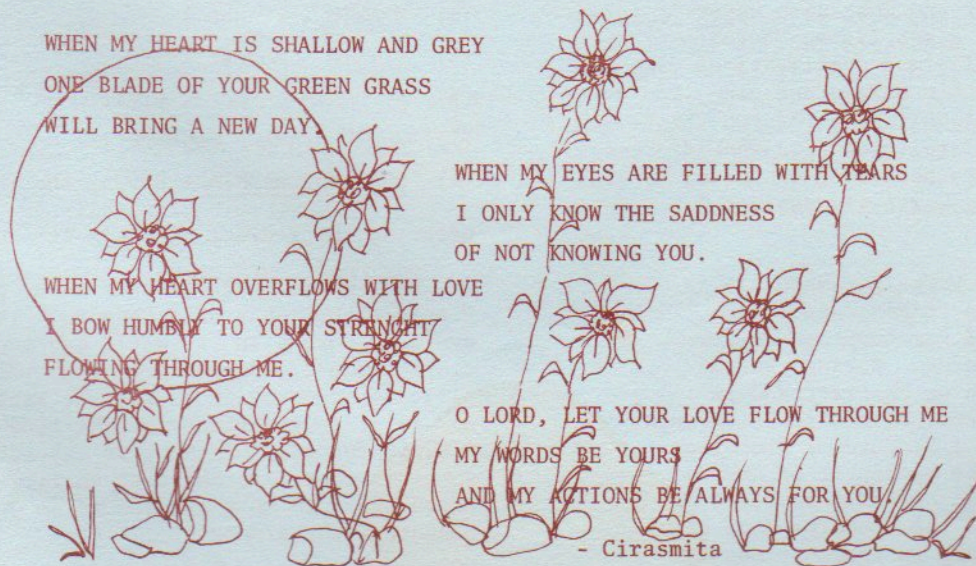 WHEN MY HEART IS SHALLOW AND GREY
ONE BLADE OF YOUR GREEN GRASS
WILL BRING A NEW DAY.
WHEN MY EYES ARE FILLED WITH TEARS
I ONLY KNOW THE SADDNESS
OF NOT KNOWING YOU.
WHEN MY HEART OVERFLOWS WITH LOVE
I BOW HUMBLY TO YOUR STRENGHT
FLOWING THROUGH ME.
O LORD, LET YOUR LOVE FLOW THROUGH ME
MY WORDS BE YOURS
AND MY ACTIONS BE ALWAYS FOR YOU.
- Cirasmita